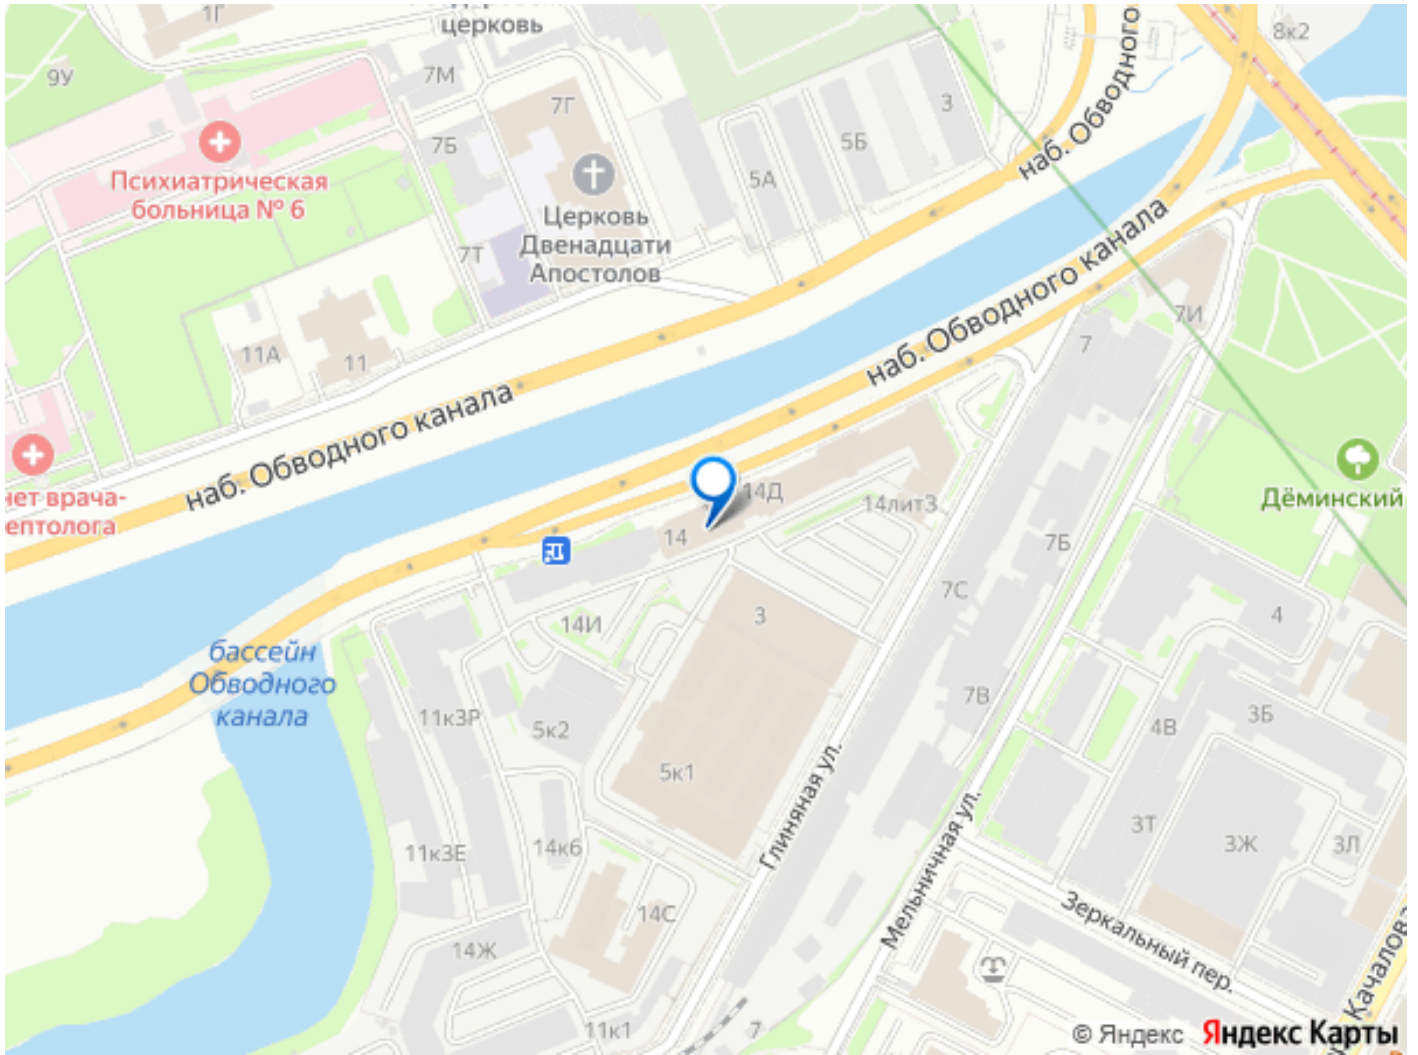 1Г
церковь
8к2
9У
7М
7Г
3
7Б
5Б
5А
наб. Обводного
наб. Обводного
Психиатрическая
больница № 6
Церковь
Двенадцати
Апостолов
7Т
наб. Обводного канала
7И
7
11А
11
наб. Обводного канала
14Д
14лит3
Дёминский
нет врача-
ептолога
14
7Б
7С
3
4
14И
бассейн
Обводного
канала
7В
11к3Р
5к2
4В
3Б
5к1
Глиняная ул.
Мельничная ул.
3Т
3Ж
3Л
11к3Е
14к6
14С
Зеркальный пер.
Качалова
14Ж
11к1
7
© Яндекс Яндекс Карты